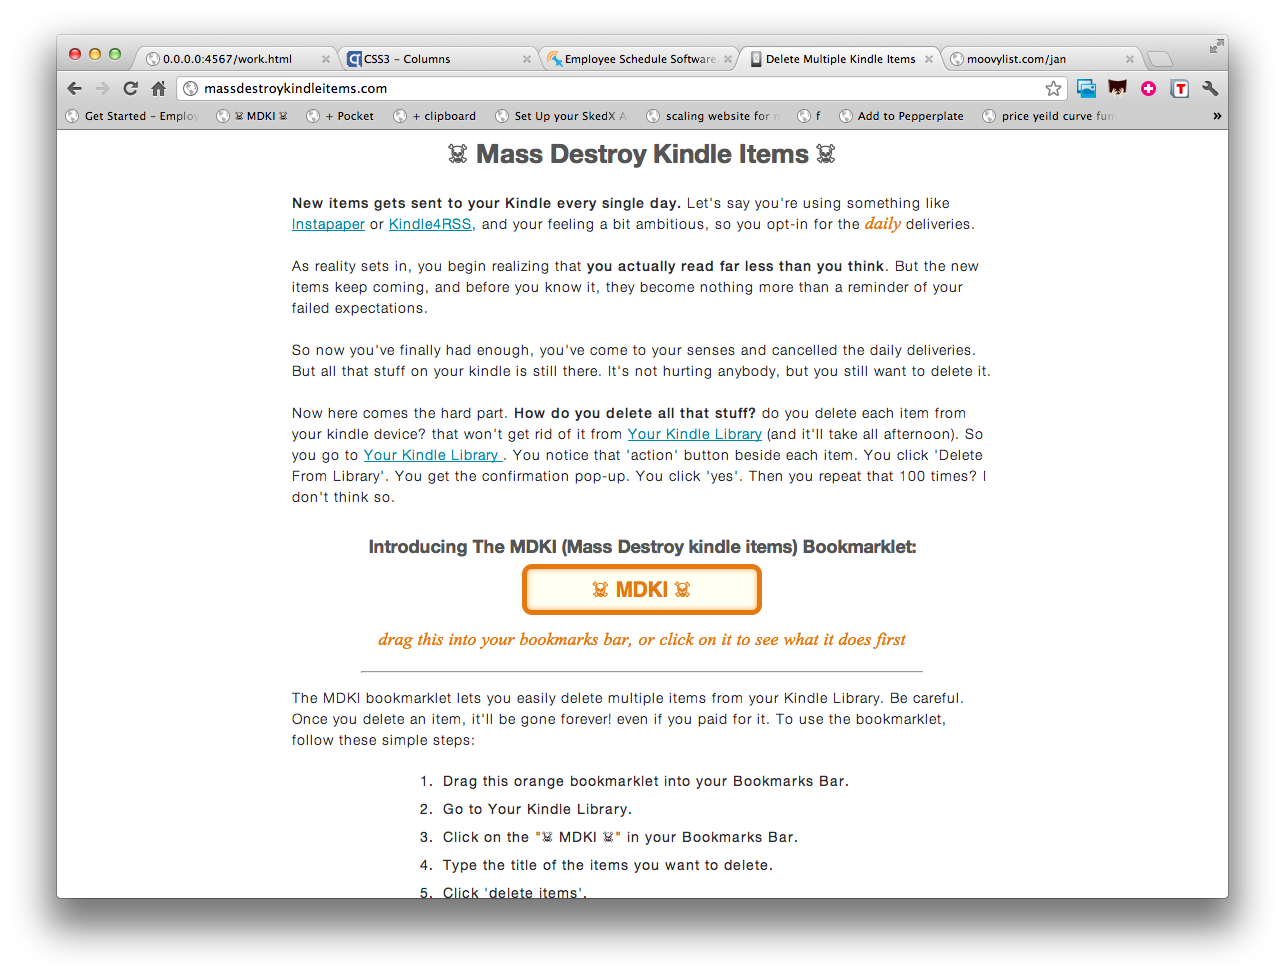 0.0.0.0:4567/work.html
CSS3 – Columns
Employee Schedule Software
Delete Multiple Kindle Items
moovylist.com/jan
massdestroykindleitems.com
Get Started – Emplo
☠ MDKI ☠
+ Pocket
+ clipboard
Set Up your SkedX
scaling website for
f
Add to Pepperplate
price yeild curve fun
»
☠ Mass Destroy Kindle Items ☠
New items gets sent to your Kindle every single day. Let's say you're using something like
Instapaper or Kindle4RSS, and your feeling a bit ambitious, so you opt-in for the daily deliveries.
As reality sets in, you begin realizing that you actually read far less than you think. But the new
items keep coming, and before you know it, they become nothing more than a reminder of your
failed expectations.
So now you've finally had enough, you've come to your senses and cancelled the daily deliveries.
But all that stuff on your kindle is still there. It's not hurting anybody, but you still want to delete it.
Now here comes the hard part. How do you delete all that stuff? do you delete each item from
your kindle device? that won't get rid of it from Your Kindle Library (and it'll take all afternoon). So
you go to Your Kindle Library . You notice that 'action' button beside each item. You click 'Delete
From Library'. You get the confirmation pop-up. You click 'yes'. Then you repeat that 100 times? I
don't think so.
Introducing The MDKI (Mass Destroy kindle items) Bookmarklet:
☠ MDKI ☠
drag this into your bookmarks bar, or click on it to see what it does first
The MDKI bookmarklet lets you easily delete multiple items from your Kindle Library. Be careful.
Once you delete an item, it'll be gone forever! even if you paid for it. To use the bookmarklet,
follow these simple steps:
1. Drag this orange bookmarklet into your Bookmarks Bar.
2. Go to Your Kindle Library.
3. Click on the "☠ MDKI ☠" in your Bookmarks Bar.
4. Type the title of the items you want to delete.
5. Click 'delete items'.